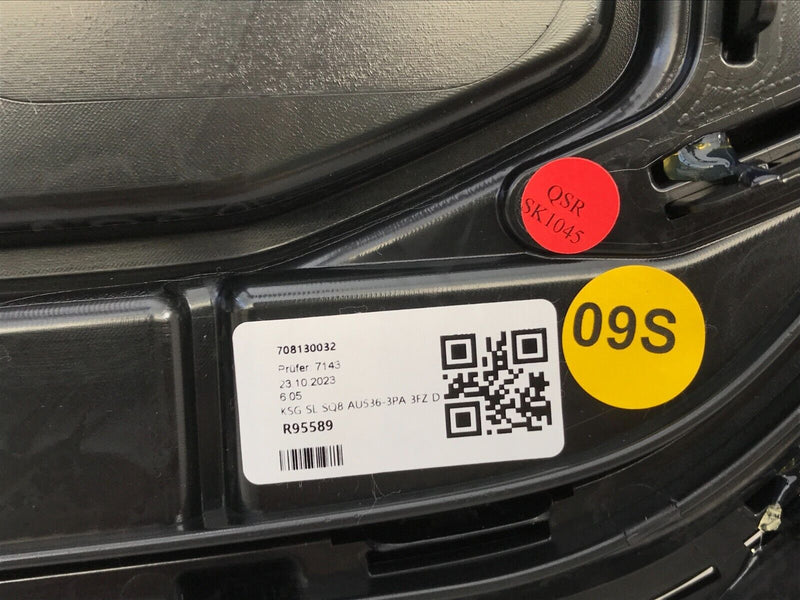 QSR
SK1045
09S
708130032
Prüfer: 7143
23.10.2023
6.05
KSG SL SQ8 AUS36-3PA 3FZ D
R95589